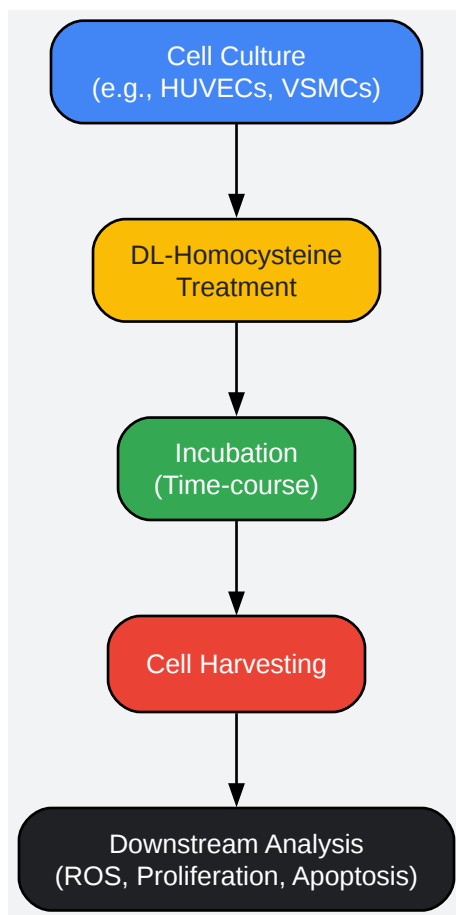 Cell Culture
(e.g., HUVECs, VSMCs)
DL-Homocysteine
Treatment
Incubation
(Time-course)
Cell Harvesting
Downstream Analysis
(ROS, Proliferation, Apoptosis)